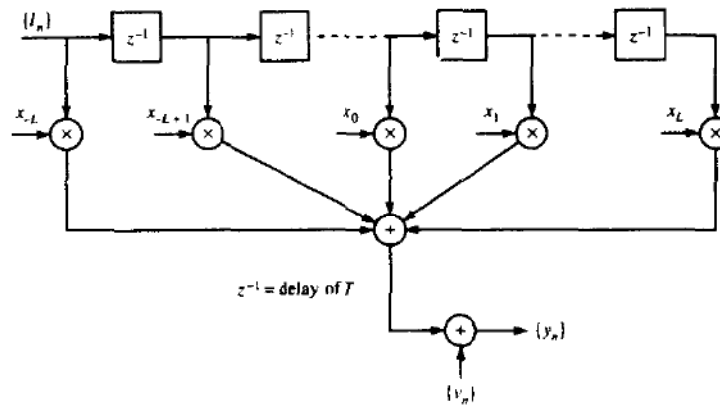 {I_n}
z⁻¹
z⁻¹
z⁻¹
z⁻¹
x_{-L}
x_{-L+1}
x_0
x_1
x_L
×
×
×
×
×
+
z⁻¹ = delay of T
+
{y_n}
{v_n}